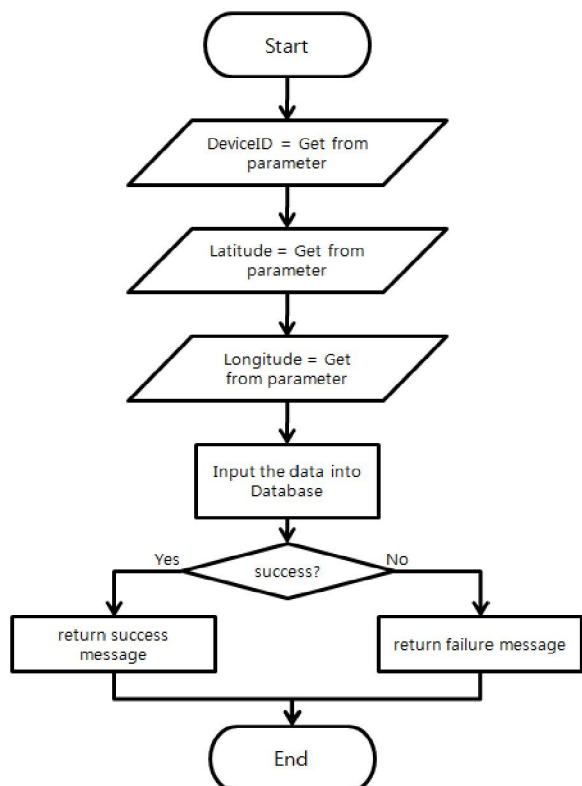 Start
DeviceID = Get from
parameter
Latitude = Get from
parameter
Longitude = Get
from parameter
Input the data into
Database
Yes
success?
No
return success
message
return failure message
End